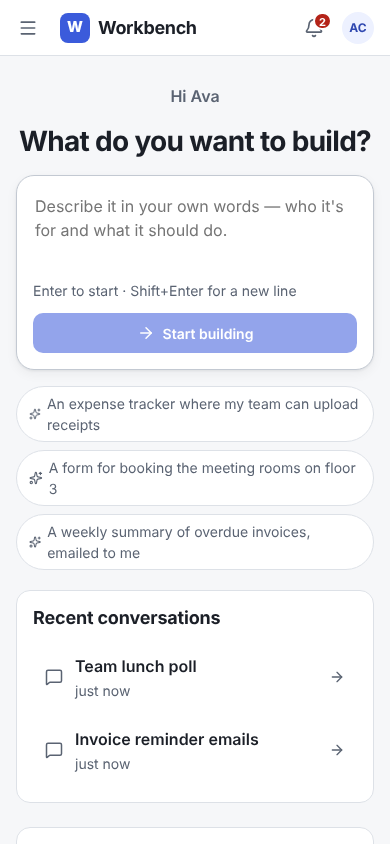 W Workbench 2 AC
Hi Ava
What do you want to build?
Describe it in your own words — who it's
for and what it should do.
Enter to start · Shift+Enter for a new line
Start building
An expense tracker where my team can upload
receipts
A form for booking the meeting rooms on floor
3
A weekly summary of overdue invoices,
emailed to me
Recent conversations
Team lunch poll
just now
Invoice reminder emails
just now